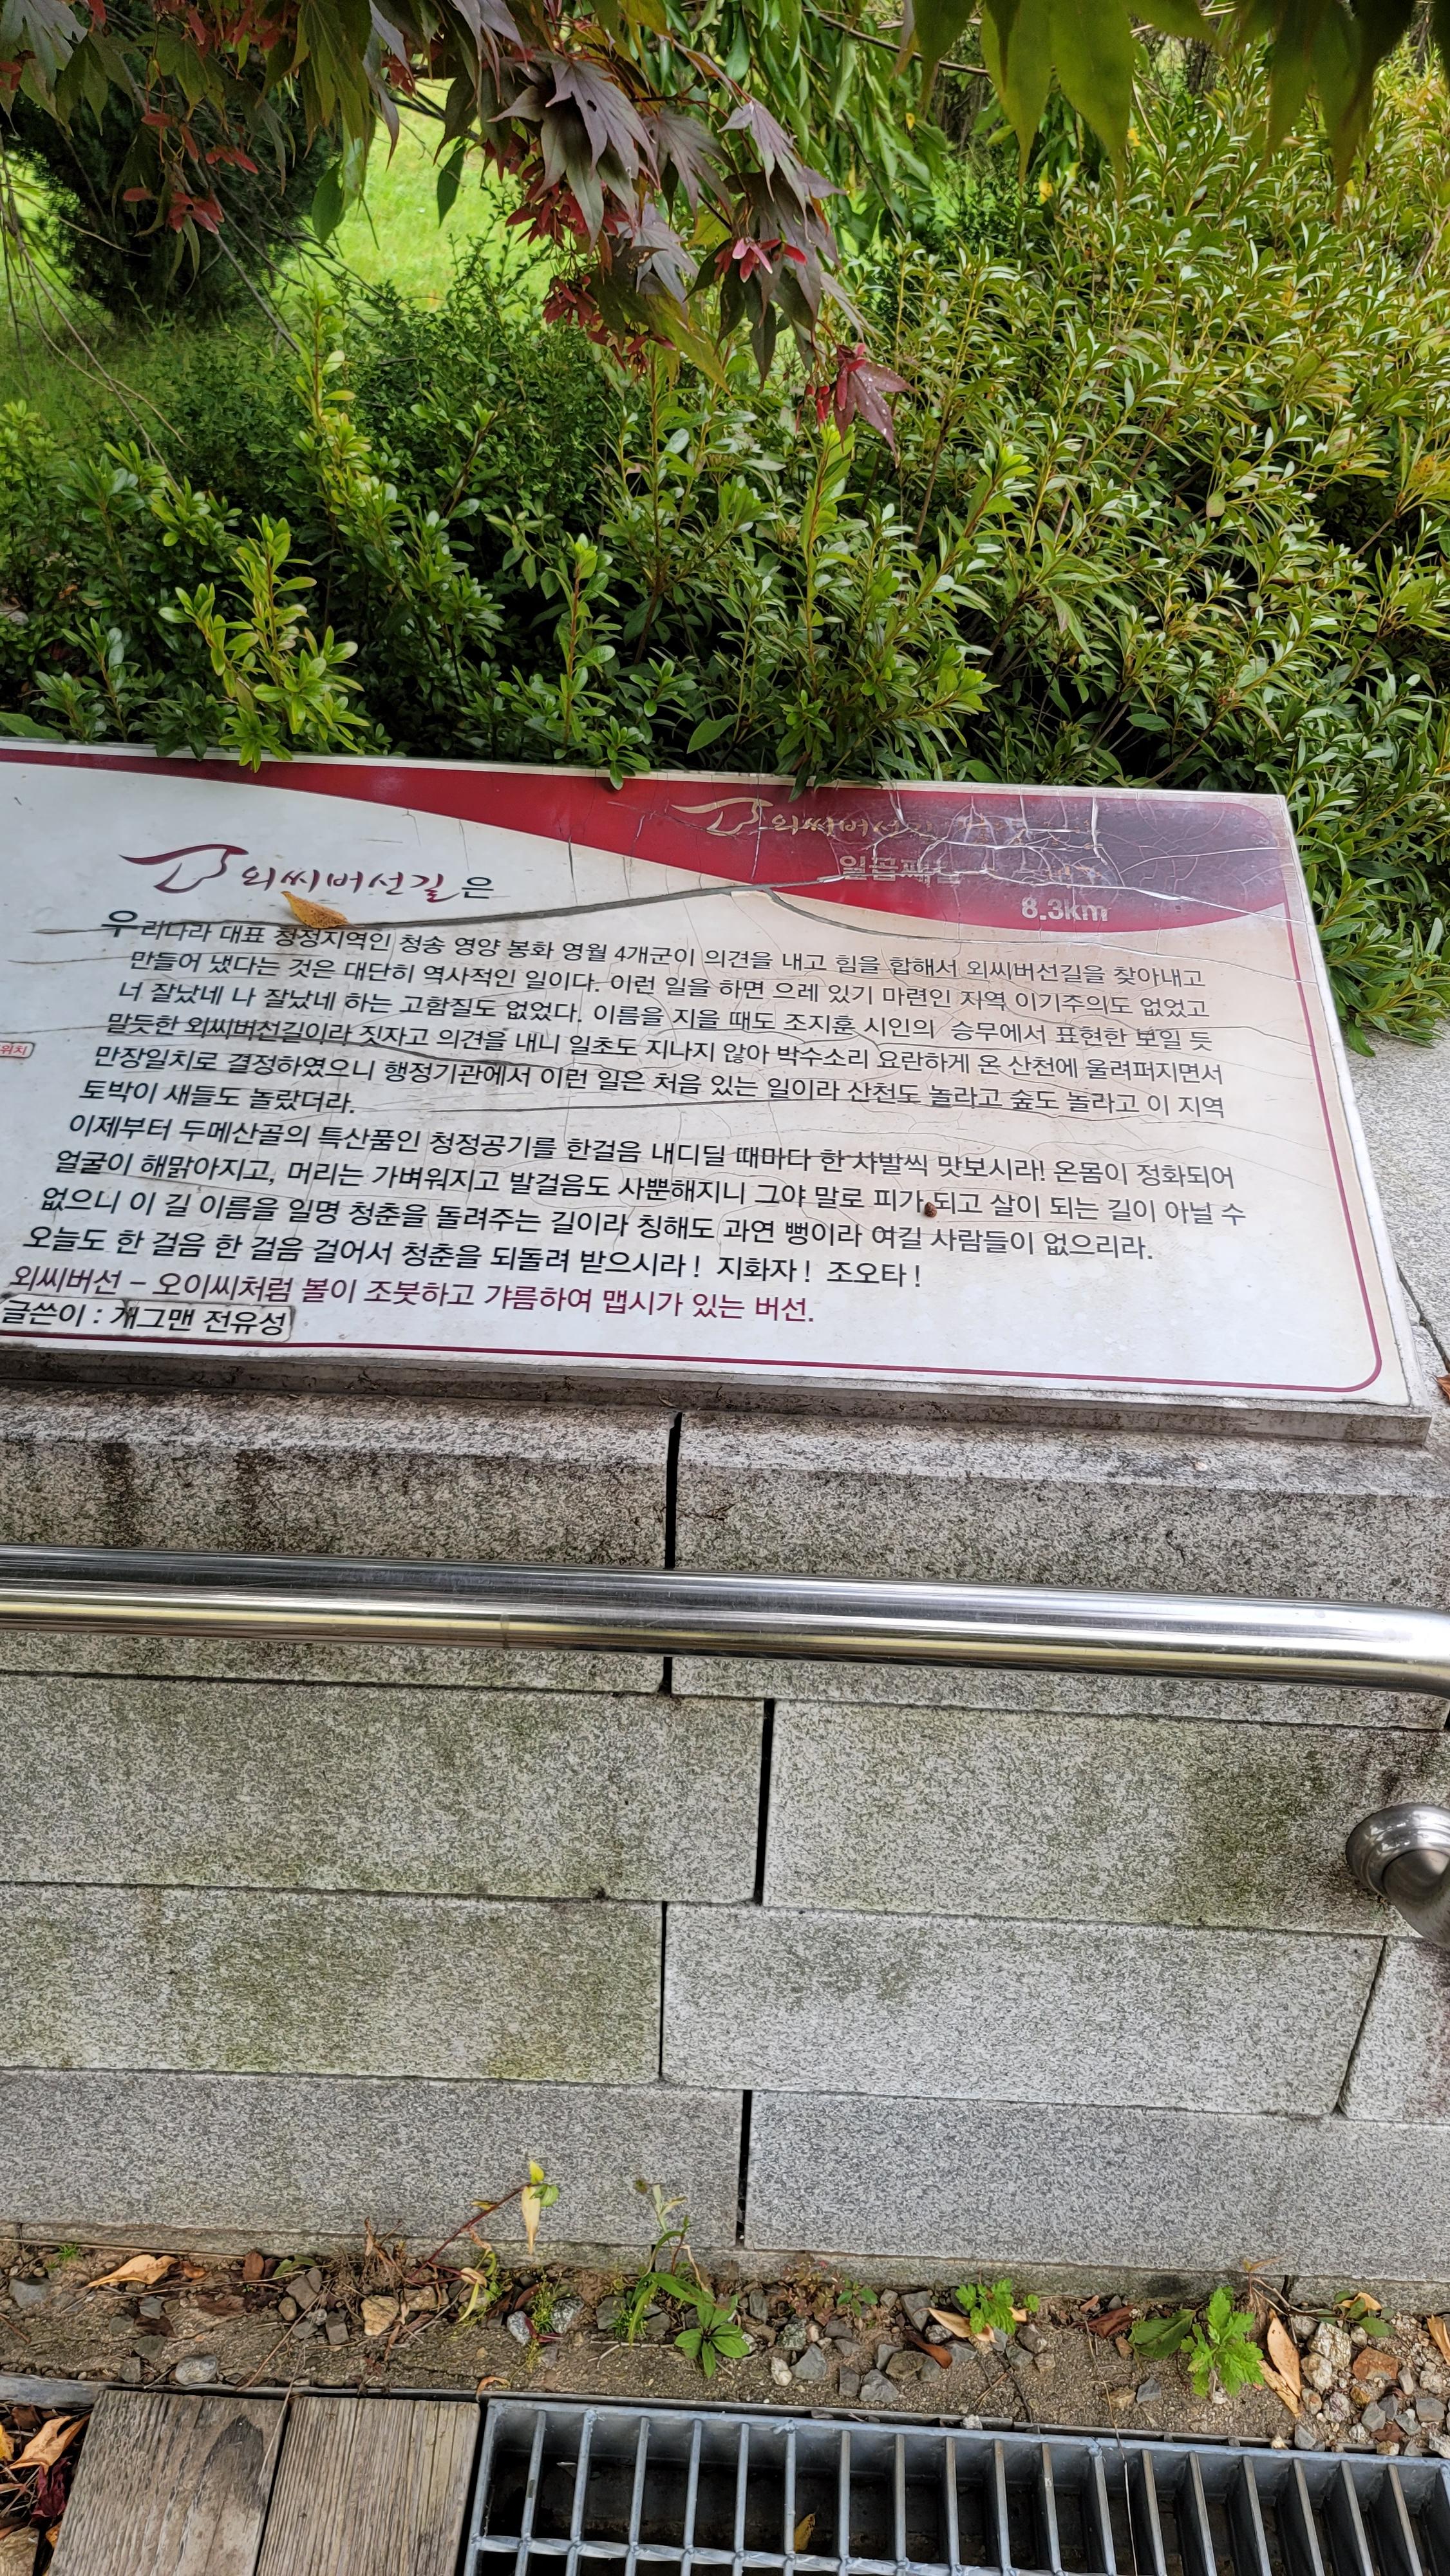 외씨버선길
일곱째길
8.3km
외씨버선길은
우리나라 대표 청정지역인 청송 영양 봉화 영월 4개군이 의견을 내고 힘을 합해서 외씨버선길을 찾아내고
만들어 냈다는 것은 대단히 역사적인 일이다. 이런 일을 하면 으레 있기 마련인 지역 이기주의도 없었고
너 잘났네 나 잘났네 하는 고함질도 없었다. 이름을 지을 때도 조지훈 시인의 승무에서 표현한 보일 듯
말듯한 외씨버선길이라 짓자고 의견을 내니 일초도 지나지 않아 박수소리 요란하게 온 산천에 울려퍼지면서
만장일치로 결정하였으니 행정기관에서 이런 일은 처음 있는 일이라 산천도 놀라고 숲도 놀라고 이 지역
토박이 새들도 놀랐더라.
이제부터 두메산골의 특산품인 청정공기를 한걸음 내디딜 때마다 한 사발씩 맛보시라! 온몸이 정화되어
얼굴이 해맑아지고, 머리는 가벼워지고 발걸음도 사뿐해지니 그야 말로 피가 되고 살이 되는 길이 아닐 수
없으니 이 길 이름을 일명 청춘을 돌려주는 길이라 칭해도 과연 뻥이라 여길 사람들이 없으리라.
오늘도 한 걸음 한 걸음 걸어서 청춘을 되돌려 받으시라! 지화자! 조오타!
외씨버선 - 오이씨처럼 볼이 조붓하고 갸름하여 맵시가 있는 버선.
글쓴이 : 개그맨 전유성
위치